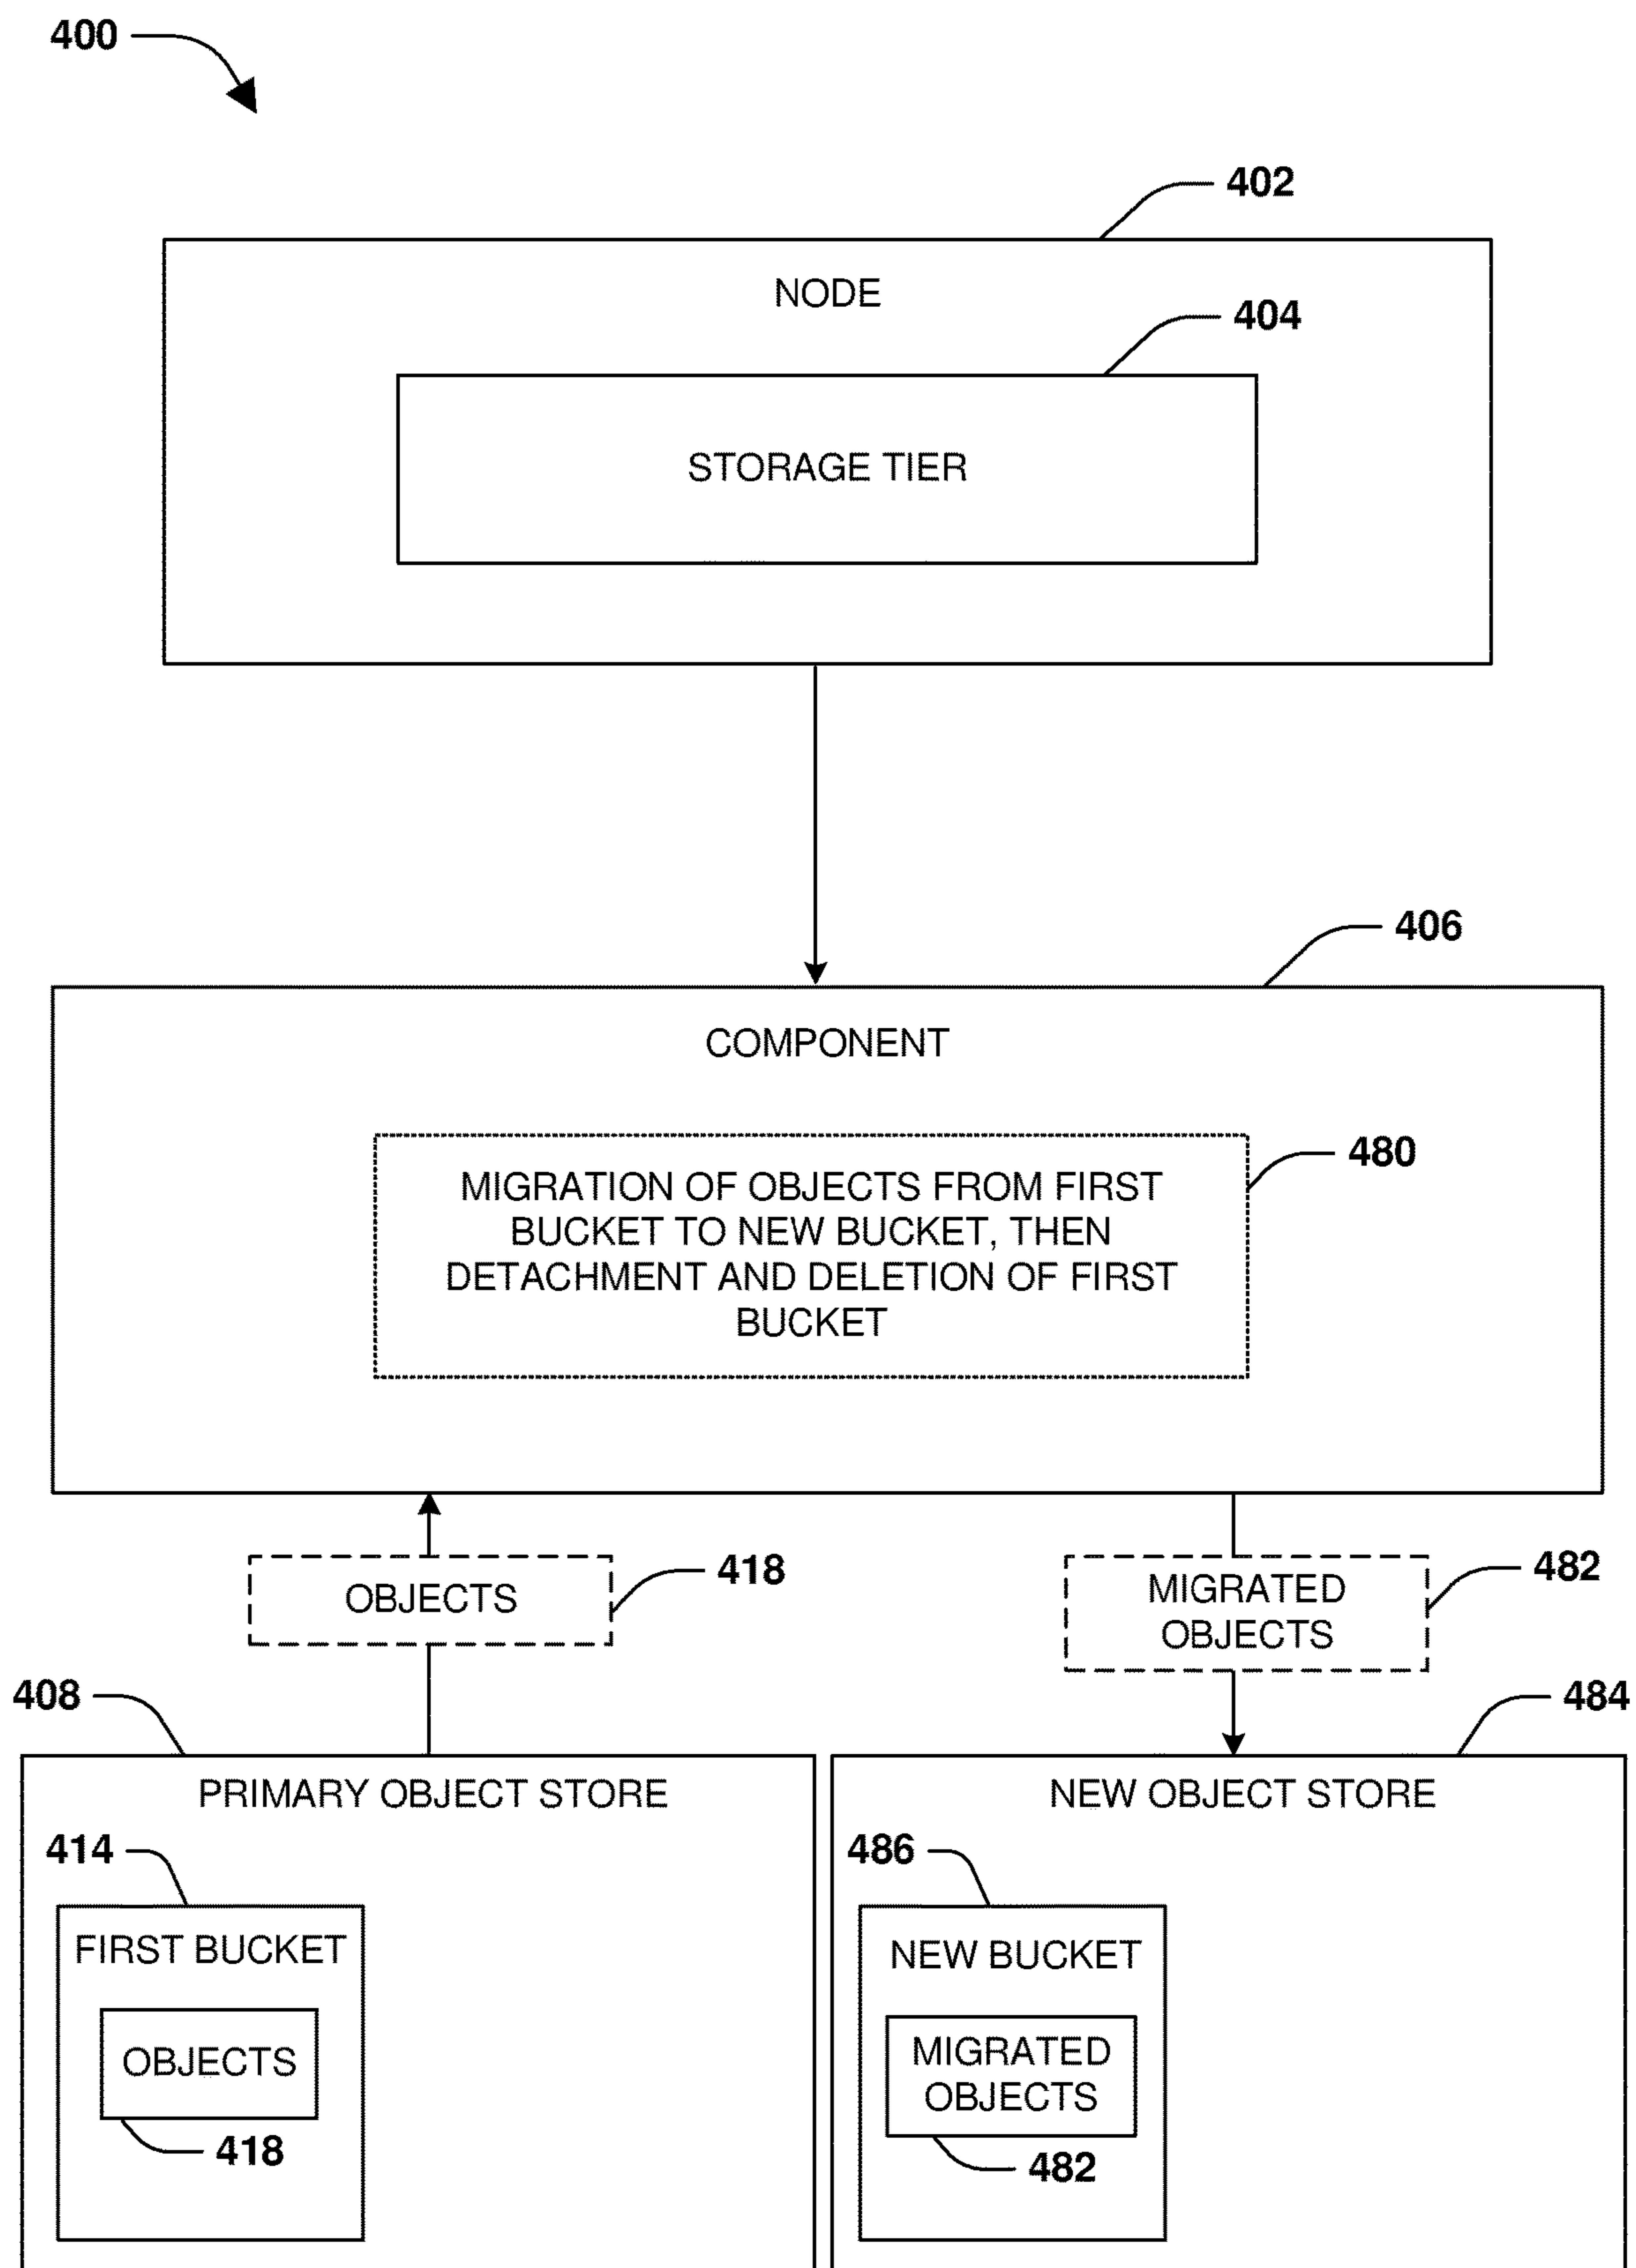 400
402
NODE
404
STORAGE TIER
406
COMPONENT
480
MIGRATION OF OBJECTS FROM FIRST
BUCKET TO NEW BUCKET, THEN
DETACHMENT AND DELETION OF FIRST
BUCKET
OBJECTS
418
MIGRATED
OBJECTS
482
408
484
PRIMARY OBJECT STORE
414
FIRST BUCKET
OBJECTS
418
NEW OBJECT STORE
486
NEW BUCKET
MIGRATED
OBJECTS
482